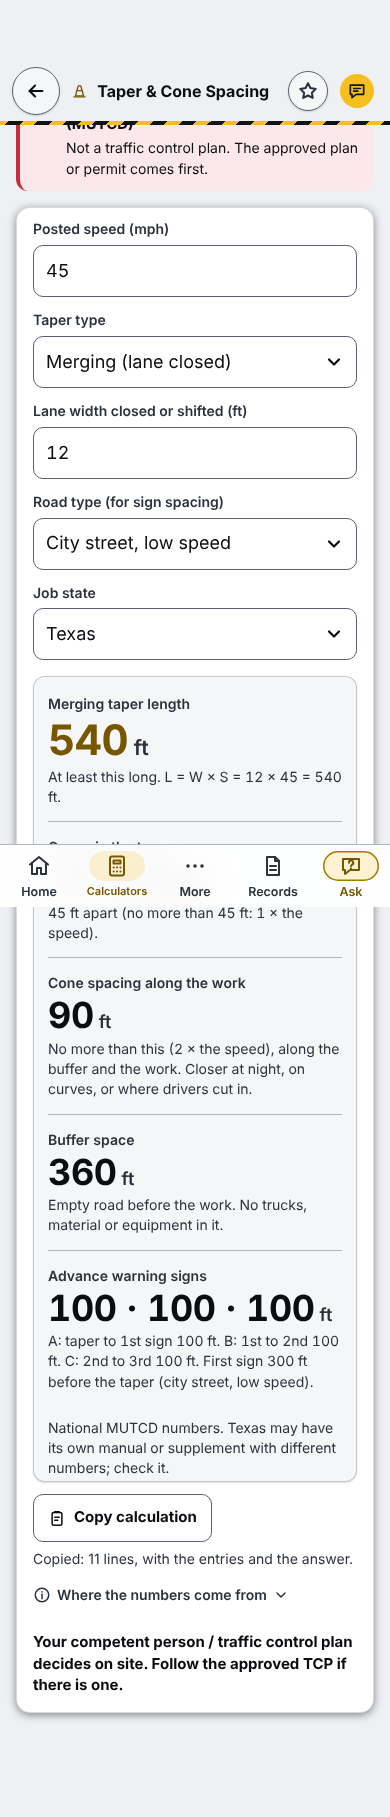 Taper & Cone Spacing
(MUTCD)
Not a traffic control plan. The approved plan
or permit comes first.
Posted speed (mph)
45
Taper type
Merging (lane closed)
Lane width closed or shifted (ft)
12
Road type (for sign spacing)
City street, low speed
Job state
Texas
Merging taper length
540 ft
At least this long. L = W × S = 12 × 45 = 540
ft.
Home
Calculators
More
Records
Ask
45 ft apart (no more than 45 ft: 1 × the
speed).
Cone spacing along the work
90 ft
No more than this (2 × the speed), along the
buffer and the work. Closer at night, on
curves, or where drivers cut in.
Buffer space
360 ft
Empty road before the work. No trucks,
material or equipment in it.
Advance warning signs
100 · 100 · 100 ft
A: taper to 1st sign 100 ft. B: 1st to 2nd 100
ft. C: 2nd to 3rd 100 ft. First sign 300 ft
before the taper (city street, low speed).
National MUTCD numbers. Texas may have
its own manual or supplement with different
numbers; check it.
Copy calculation
Copied: 11 lines, with the entries and the answer.
Where the numbers come from
Your competent person / traffic control plan
decides on site. Follow the approved TCP if
there is one.